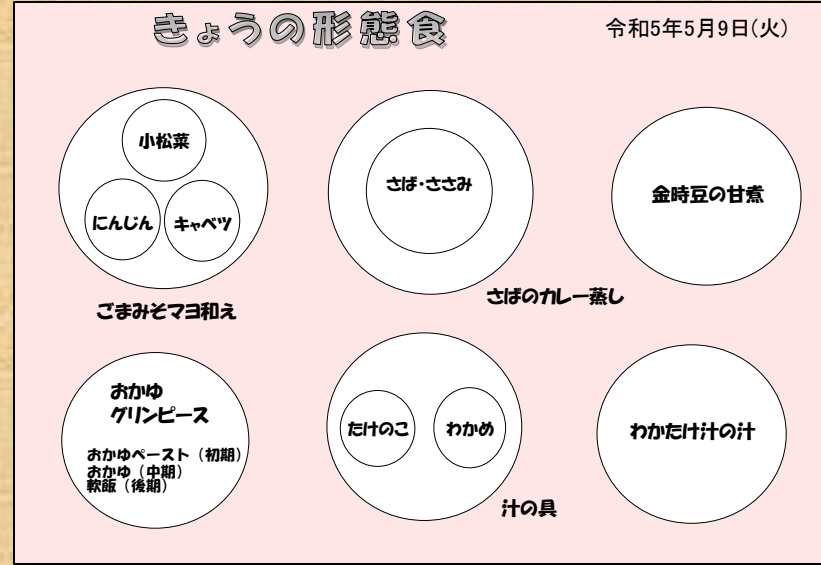 きょうの形態食
令和5年5月9日(火)
小松菜
にんじん
キャベツ
ごまみそマヨ和え
さば・ささみ
さばのカレー蒸し
金時豆の甘煮
おかゆ
グリンピース
おかゆペースト（初期）
おかゆ（中期）
軟飯（後期）
たけのこ
わかめ
汁の具
わかたけ汁の汁